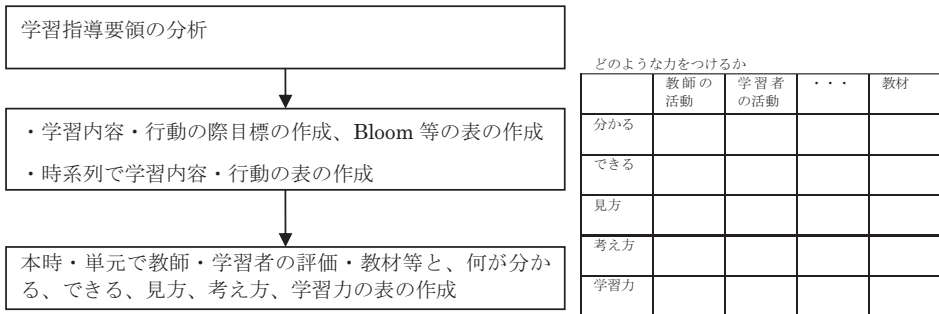 学習指導要領の分析
・学習内容・行動の際目標の作成、Bloom 等の表の作成
・時系列で学習内容・行動の表の作成
本時・単元で教師・学習者の評価・教材等と、何が分か
る、できる、見方、考え方、学習力の表の作成
どのような力をつけるか
教師の
活動
学習者
の活動
・・・
教材
分かる
できる
見方
考え方
学習力